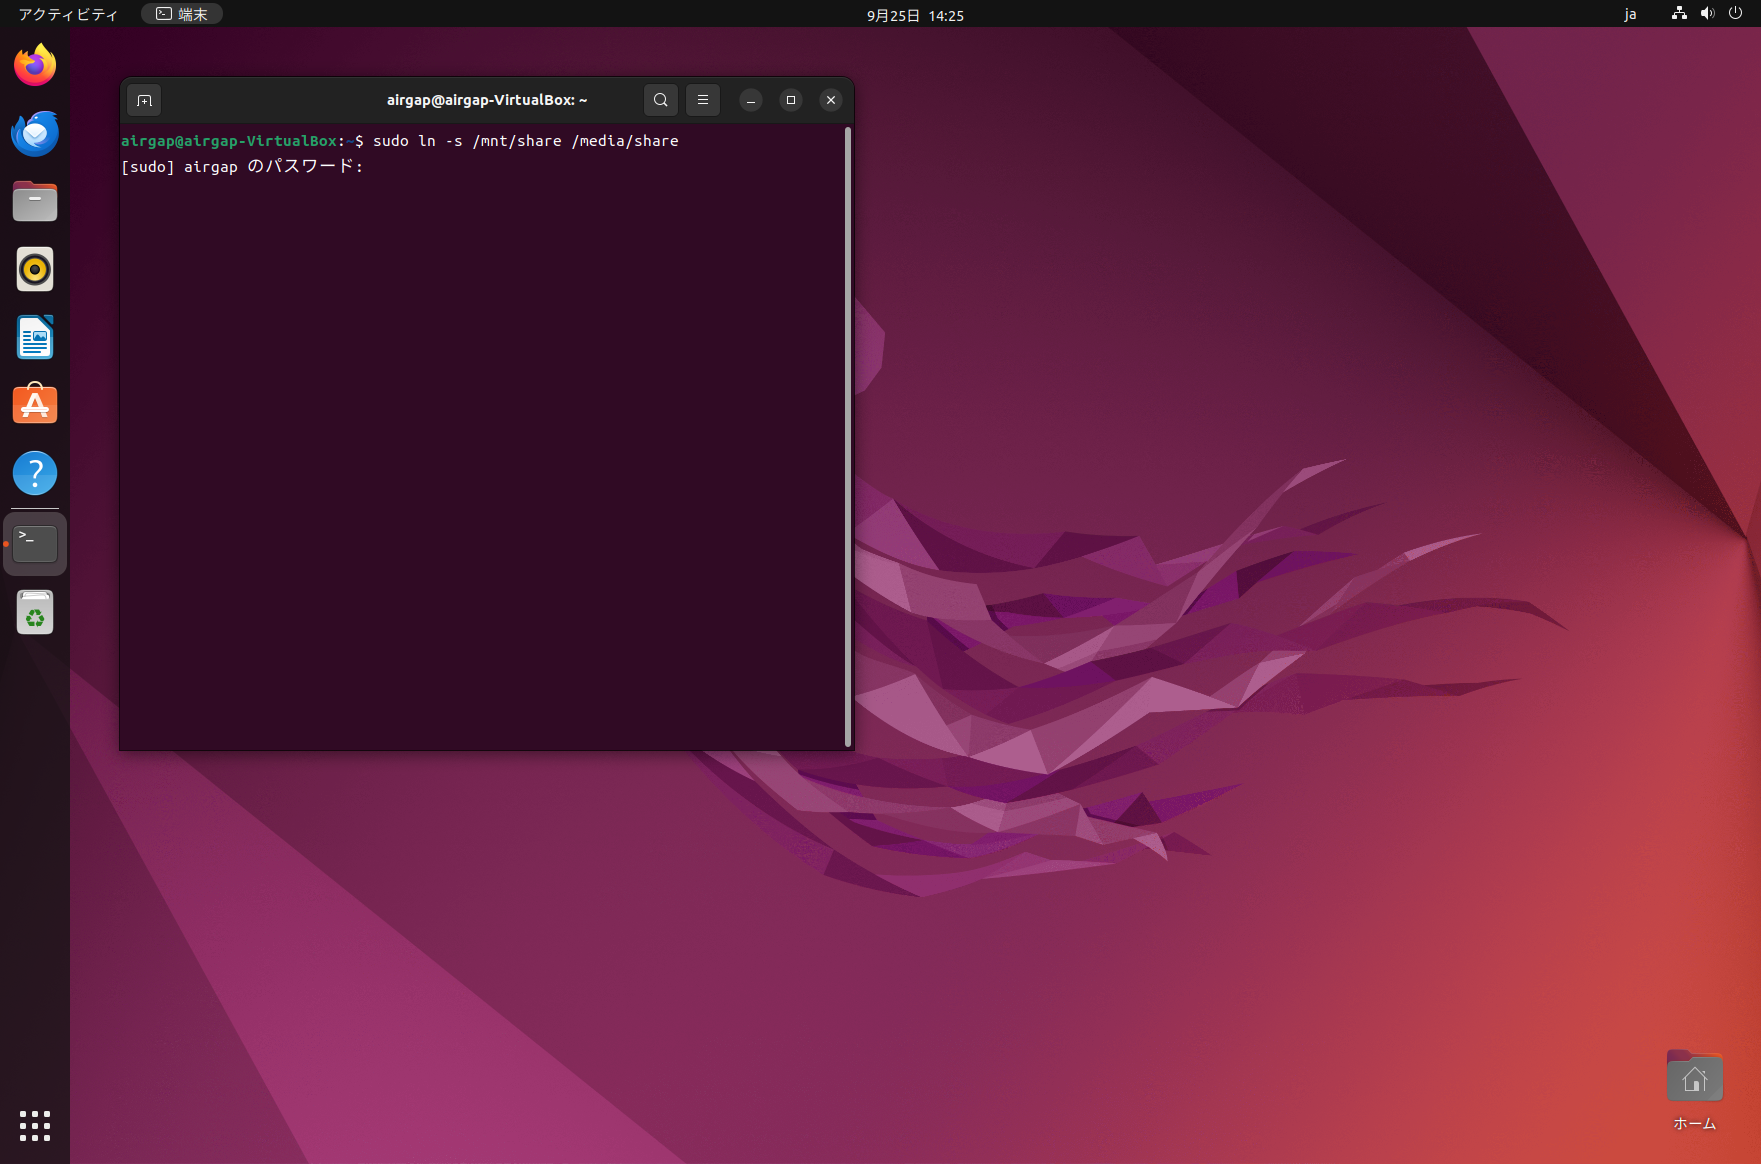 アクティビティ
端末
9月25日 14:25
ja
airgap@airgap-VirtualBox: ~
airgap@airgap-VirtualBox:~$ sudo ln -s /mnt/share /media/share
[sudo] airgap のパスワード:
ホーム